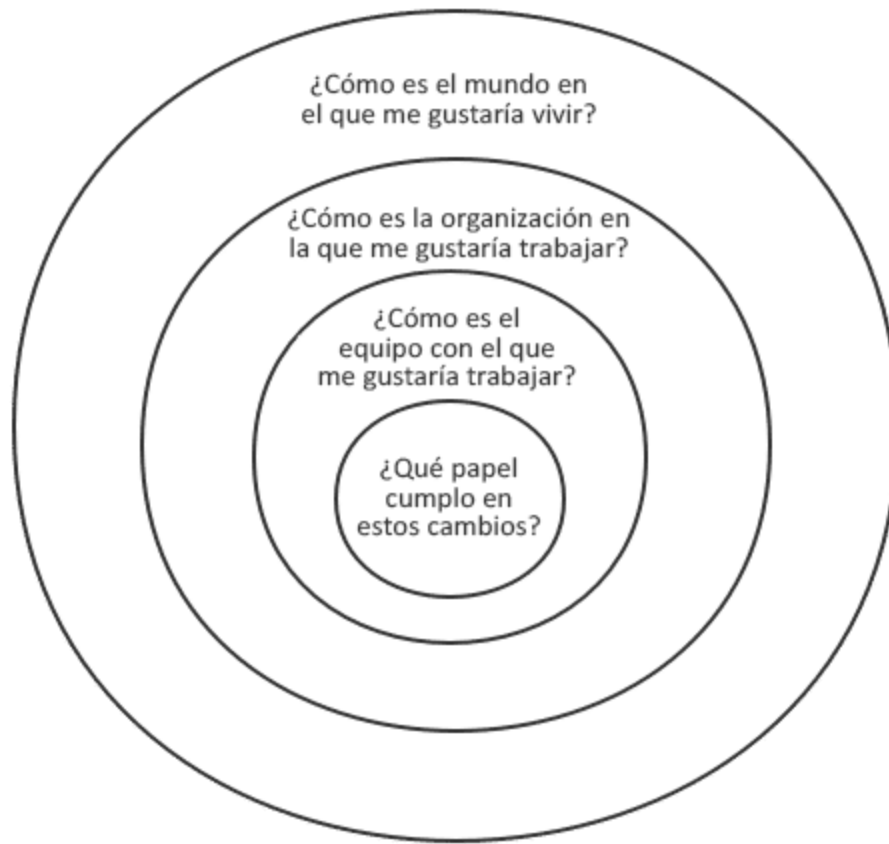 ¿Cómo es el mundo en
el que me gustaría vivir?
¿Cómo es la organización en
la que me gustaría trabajar?
¿Cómo es el
equipo con el que
me gustaría trabajar?
¿Qué papel
cumplo en
estos cambios?